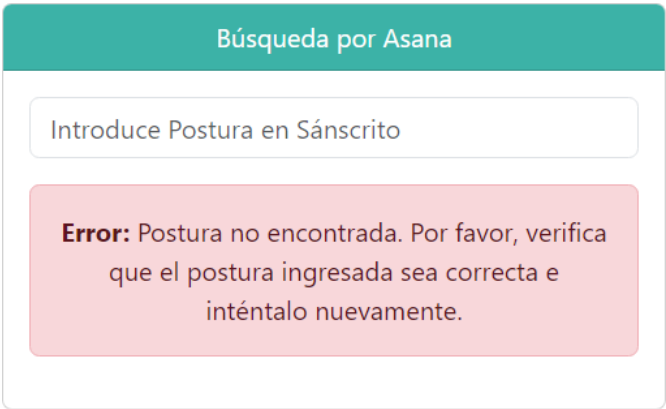 Búsqueda por Asana
Introduce Postura en Sánscrito
Error: Postura no encontrada. Por favor, verifica
que el postura ingresada sea correcta e
inténtalo nuevamente.